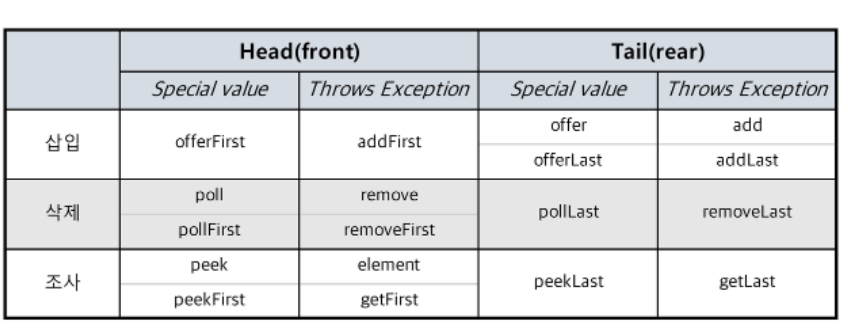 Head(front) Tail(rear)
Special value Throws Exception Special value Throws Exception
삽입 offerFirst addFirst offer add
offerLast addLast
삭제 poll remove pollLast removeLast
pollFirst removeFirst
조사 peek element peekLast getLast
peekFirst getFirst